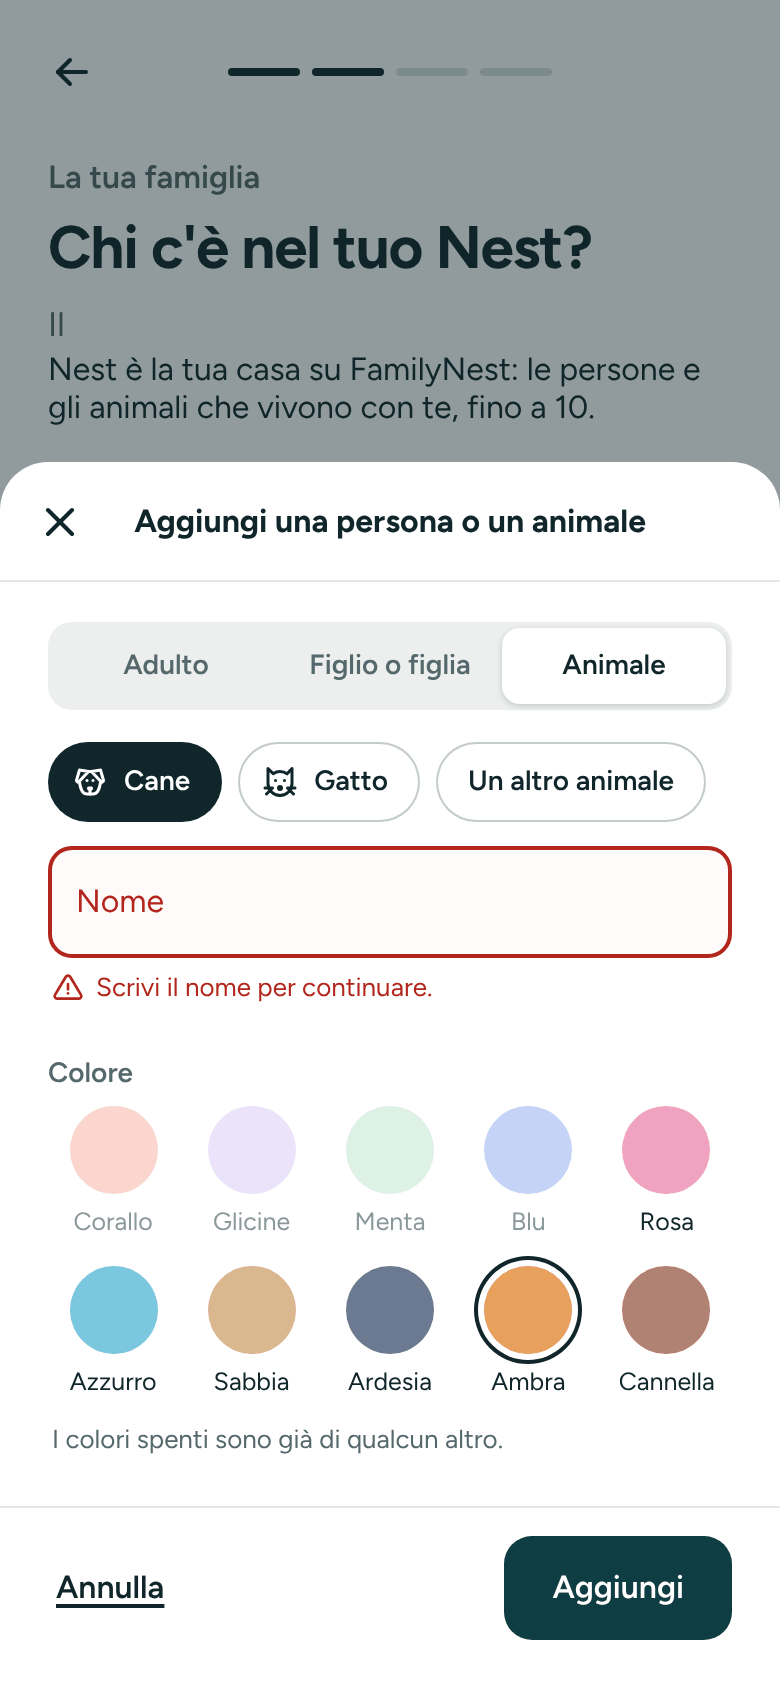 La tua famiglia
Chi c'è nel tuo Nest?
Il
Nest è la tua casa su FamilyNest: le persone e
gli animali che vivono con te, fino a 10.
Aggiungi una persona o un animale
Adulto
Figlio o figlia
Animale
Cane
Gatto
Un altro animale
Nome
Scrivi il nome per continuare.
Colore
Corallo
Glicine
Menta
Blu
Rosa
Azzurro
Sabbia
Ardesia
Ambra
Cannella
I colori spenti sono già di qualcun altro.
Annulla
Aggiungi